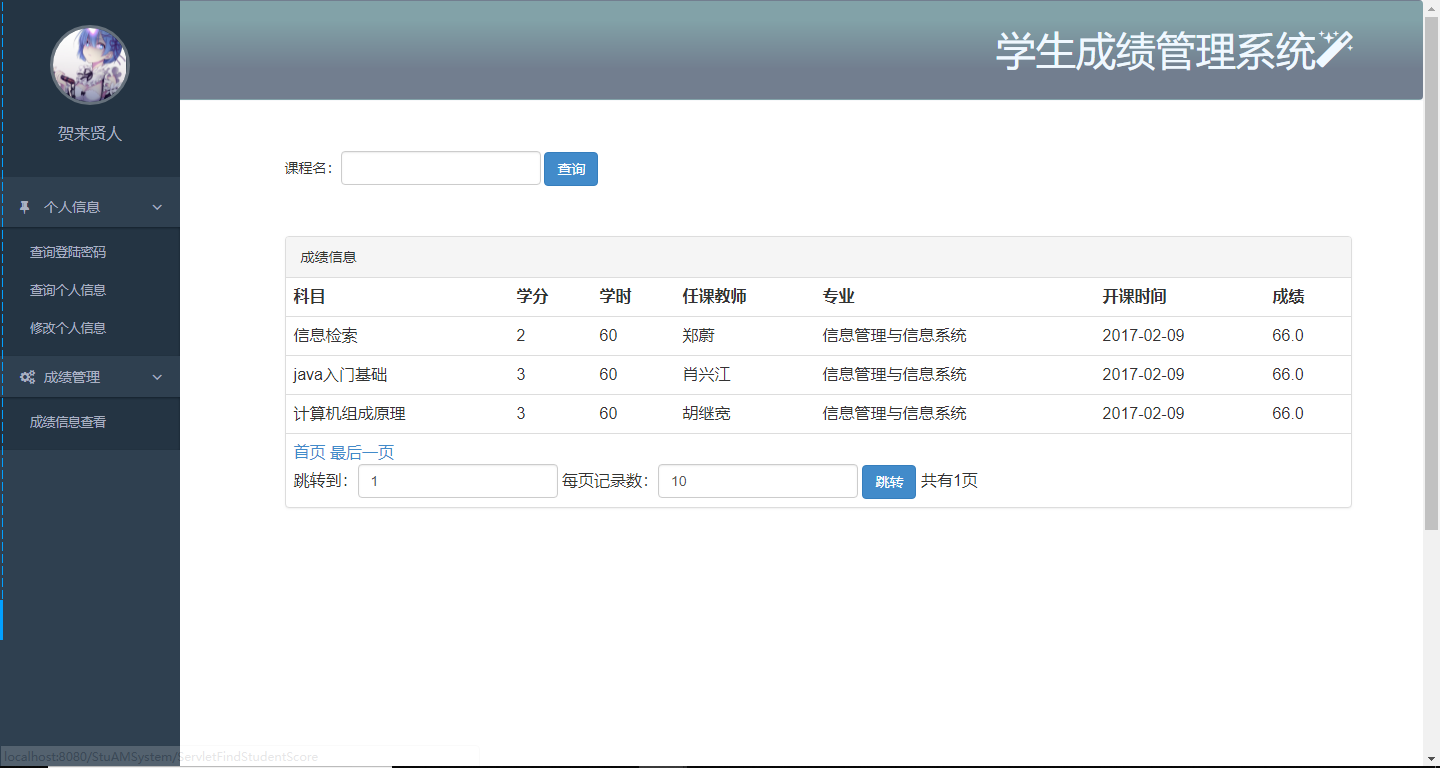 学生成绩管理系统
贺来贤人
个人信息
查询登陆密码
查询个人信息
修改个人信息
成绩管理
成绩信息查看
课程名： 查询
成绩信息
科目 学分 学时 任课教师 专业 开课时间 成绩
信息检索 2 60 郑蔚 信息管理与信息系统 2017-02-09 66.0
java入门基础 3 60 肖兴江 信息管理与信息系统 2017-02-09 66.0
计算机组成原理 3 60 胡继宽 信息管理与信息系统 2017-02-09 66.0
首页 最后一页
跳转到： 1 每页记录数： 10 跳转 共有1页
localhost:8080/StuAMSystem/ServletFindStudentScore